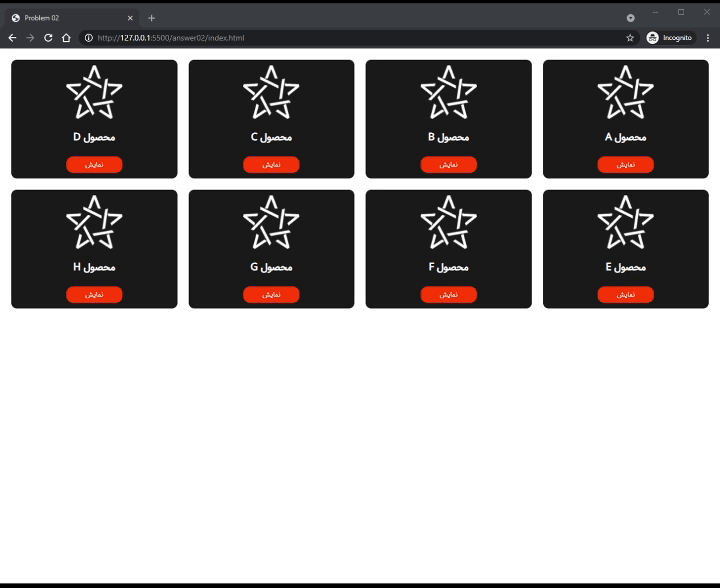 Problem 02
http://127.0.0.1:5500/answer02/index.html
Incognito
محصول A
نمایش
محصول B
نمایش
محصول C
نمایش
محصول D
نمایش
محصول E
نمایش
محصول F
نمایش
محصول G
نمایش
محصول H
نمایش